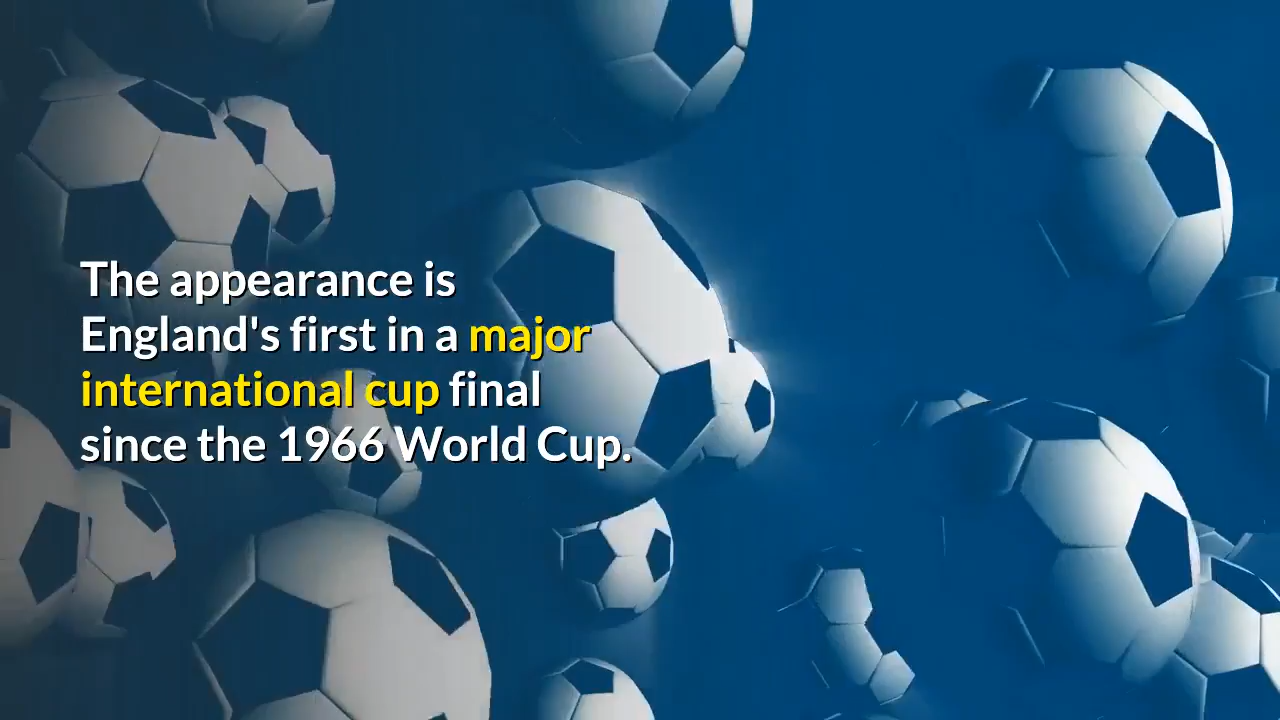 The appearance is
England's first in a major
international cup final
since the 1966 World Cup.